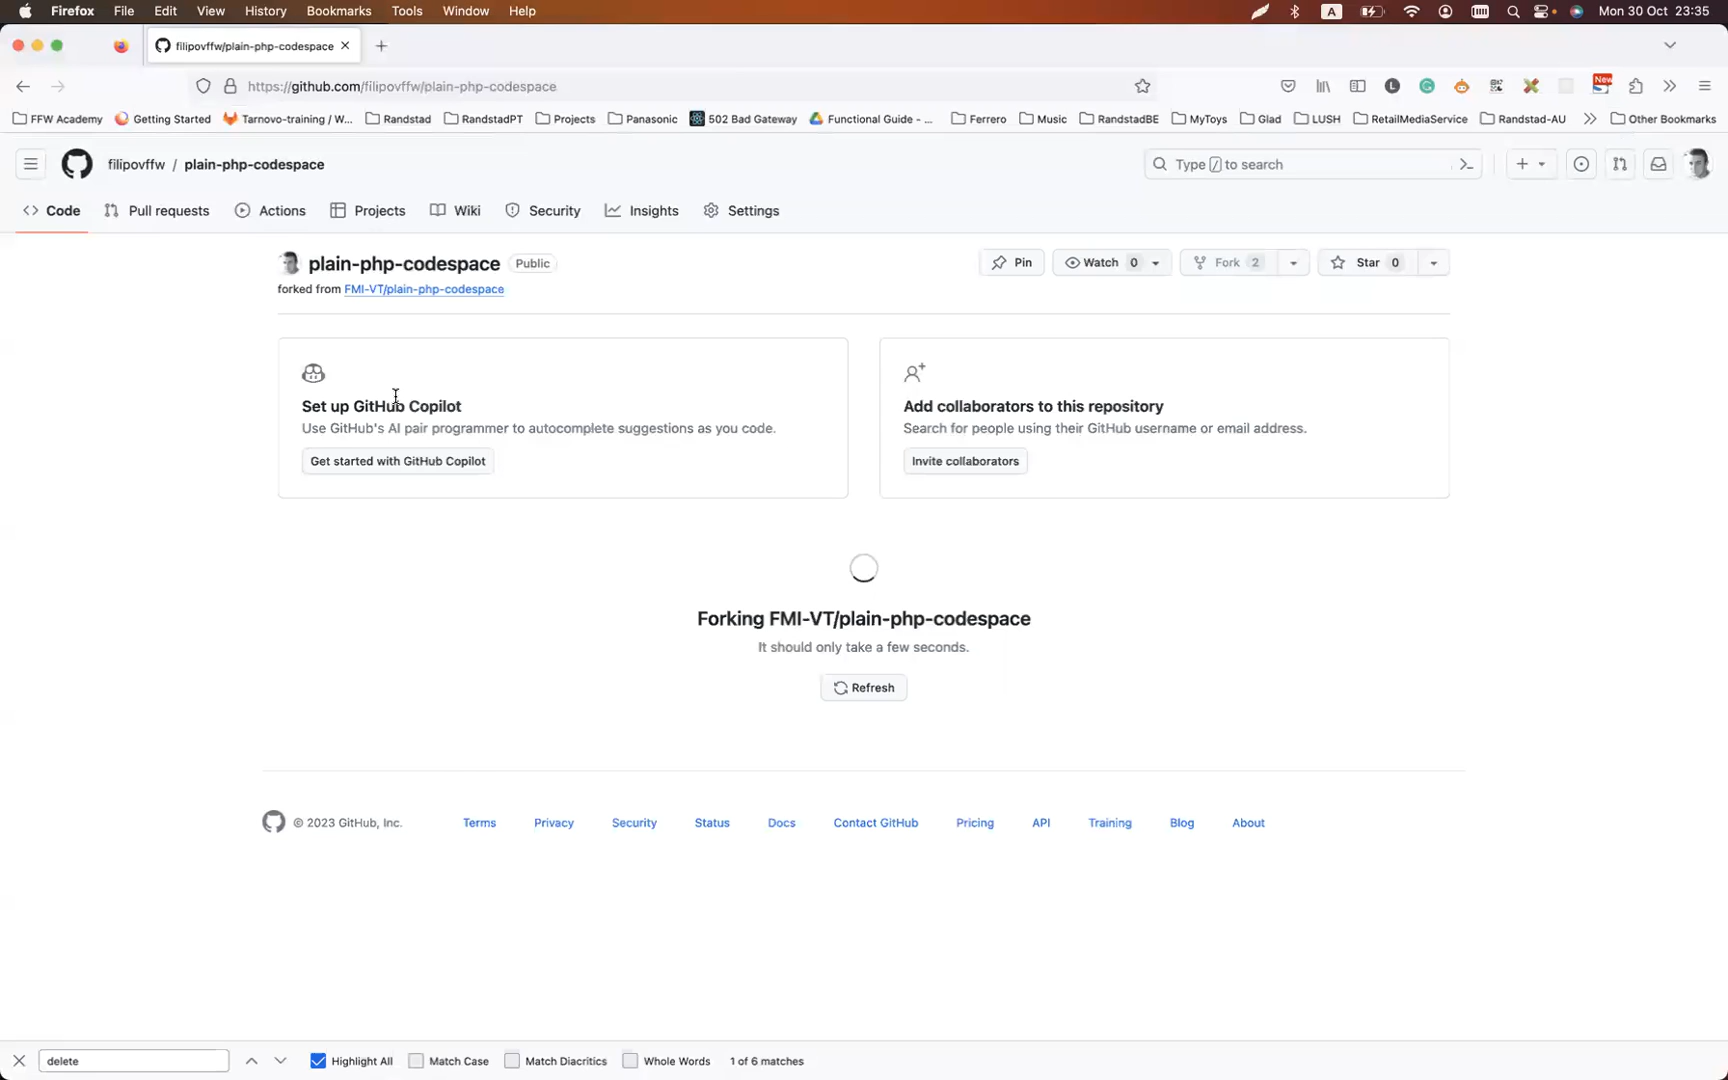 Firefox File Edit View History Bookmarks Tools Window Help A Mon 30 Oct 23:35
filipovffw/plain-php-codespace
https://github.com/filipovffw/plain-php-codespace L New
FFW Academy Getting Started Tarnovo-training / W... Randstad RandstadPT Projects Panasonic 502 Bad Gateway Functional Guide - ... Ferrero Music RandstadBE MyToys Glad LUSH RetailMediaService Randstad-AU Other Bookmarks
filipovffw / plain-php-codespace Type / to search
Code Pull requests Actions Projects Wiki Security Insights Settings
plain-php-codespace Public Pin Watch 0 Fork 2 Star 0
forked from FMI-VT/plain-php-codespace
Set up GitHub Copilot
Use GitHub's AI pair programmer to autocomplete suggestions as you code.
Get started with GitHub Copilot
Add collaborators to this repository
Search for people using their GitHub username or email address.
Invite collaborators
Forking FMI-VT/plain-php-codespace
It should only take a few seconds.
Refresh
© 2023 GitHub, Inc. Terms Privacy Security Status Docs Contact GitHub Pricing API Training Blog About
delete Highlight All Match Case Match Diacritics Whole Words 1 of 6 matches